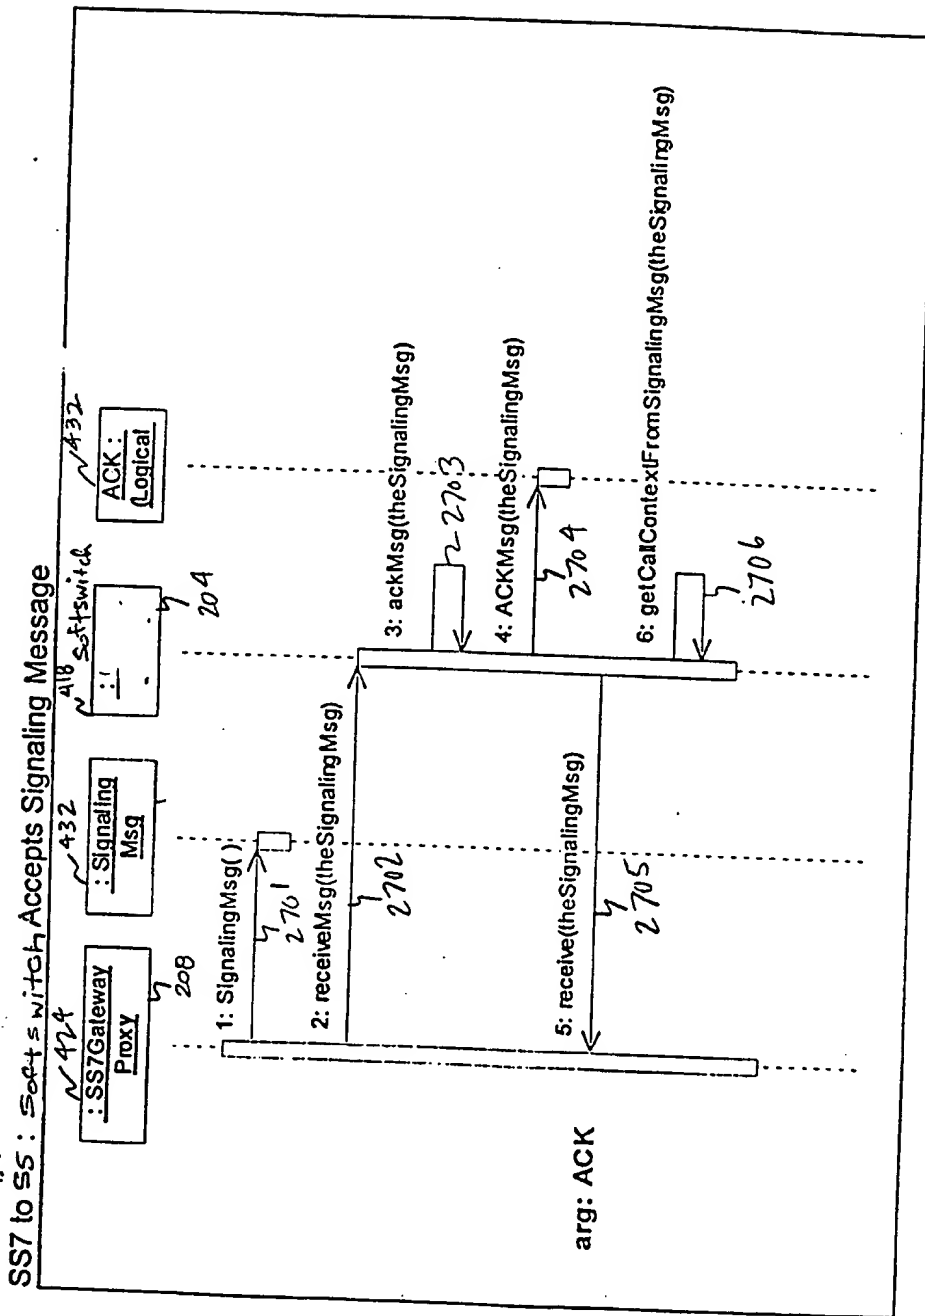 SS7 to SS : Softswitch Accepts Signaling Message
424
: SS7Gateway
Proxy
208
432
: Signaling
Msg
418
softswitch
204
432
ACK :
(Logical
1: SignalingMsg( )
2701
2: receiveMsg(theSignalingMsg)
2702
3: ackMsg(theSignalingMsg)
2703
4: ACKMsg(theSignalingMsg)
2704
5: receive(theSignalingMsg)
2705
6: getCallContextFromSignalingMsg(theSignalingMsg)
2706
arg: ACK